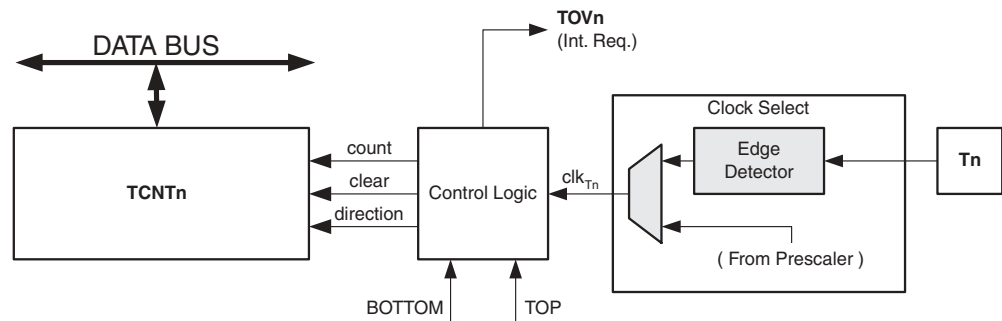 TOVn
(Int. Req.)
DATA BUS
Clock Select
count
Edge
Detector
Tn
TCNTn
clear
Control Logic
clkTn
direction
( From Prescaler )
BOTTOM
TOP